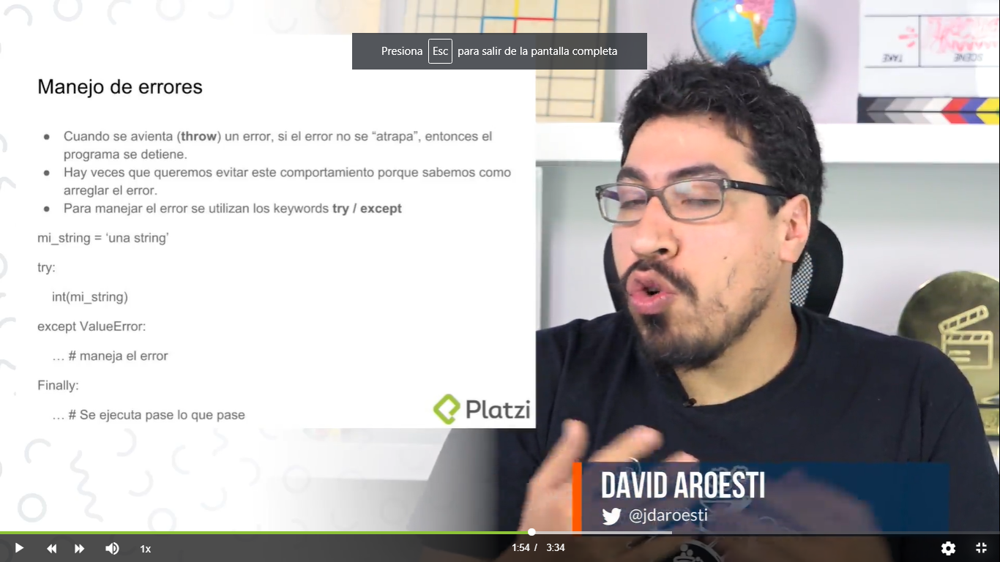 Presiona Esc para salir de la pantalla completa
TAKE
SCENE
Manejo de errores
● Cuando se avienta (throw) un error, si el error no se “atrapa”, entonces el
programa se detiene.
● Hay veces que queremos evitar este comportamiento porque sabemos como
arreglar el error.
● Para manejar el error se utilizan los keywords try / except
mi_string = ‘una string’
try:
int(mi_string)
except ValueError:
… # maneja el error
Finally:
… # Se ejecuta pase lo que pase
Platzi
DAVID AROESTI
@jdaroesti
1x
1:54 / 3:34